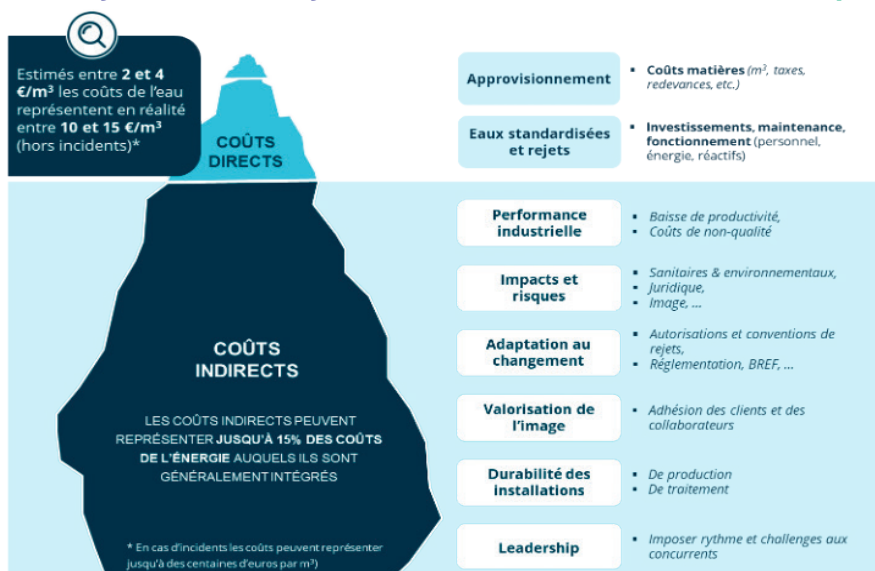 Estimés entre 2 et 4
€/m³ les coûts de l'eau
représentent en réalité
entre 10 et 15 €/m³
(hors incidents)*
COÛTS
DIRECTS
Approvisionnement
▪ Coûts matières (m³, taxes,
redevances, etc.)
Eaux standardisées
et rejets
▪ Investissements, maintenance,
fonctionnement (personnel,
énergie, réactifs)
Performance
industrielle
▪ Baisse de productivité,
▪ Coûts de non-qualité
Impacts et
risques
▪ Sanitaires & environnementaux,
▪ Juridique,
▪ Image, ...
COÛTS
INDIRECTS
Adaptation au
changement
▪ Autorisations et conventions de
rejets,
▪ Réglementation, BREF, ...
LES COÛTS INDIRECTS PEUVENT
REPRÉSENTER JUSQU'À 15% DES COÛTS
DE L'ÉNERGIE AUQUELS ILS SONT
GÉNÉRALEMENT INTÉGRÉS
Valorisation de
l'image
▪ Adhésion des clients et des
collaborateurs
Durabilité des
installations
▪ De production
▪ De traitement
* En cas d'incidents les coûts peuvent représenter
jusqu'à des centaines d'euros par m³)
Leadership
▪ Imposer rythme et challenges aux
concurrents